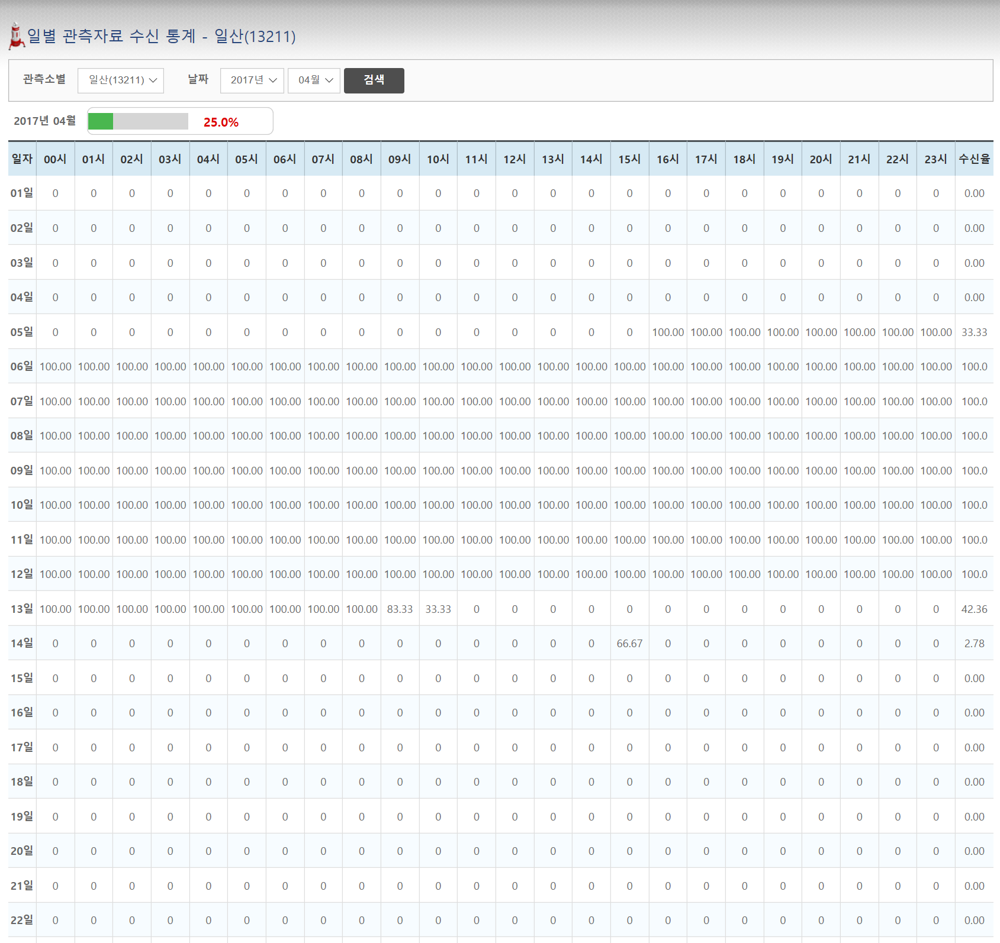 일별 관측자료 수신 통계 - 일산(13211)
관측소별 일산(13211) 날짜 2017년 04월 검색
2017년 04월 25.0%
일자 00시 01시 02시 03시 04시 05시 06시 07시 08시 09시 10시 11시 12시 13시 14시 15시 16시 17시 18시 19시 20시 21시 22시 23시 수신율
01일 0 0 0 0 0 0 0 0 0 0 0 0 0 0 0 0 0 0 0 0 0 0 0 0 0.00
02일 0 0 0 0 0 0 0 0 0 0 0 0 0 0 0 0 0 0 0 0 0 0 0 0 0.00
03일 0 0 0 0 0 0 0 0 0 0 0 0 0 0 0 0 0 0 0 0 0 0 0 0 0.00
04일 0 0 0 0 0 0 0 0 0 0 0 0 0 0 0 0 0 0 0 0 0 0 0 0 0.00
05일 0 0 0 0 0 0 0 0 0 0 0 0 0 0 0 0 100.00 100.00 100.00 100.00 100.00 100.00 100.00 100.00 33.33
06일 100.00 100.00 100.00 100.00 100.00 100.00 100.00 100.00 100.00 100.00 100.00 100.00 100.00 100.00 100.00 100.00 100.00 100.00 100.00 100.00 100.00 100.00 100.00 100.00 100.0
07일 100.00 100.00 100.00 100.00 100.00 100.00 100.00 100.00 100.00 100.00 100.00 100.00 100.00 100.00 100.00 100.00 100.00 100.00 100.00 100.00 100.00 100.00 100.00 100.00 100.0
08일 100.00 100.00 100.00 100.00 100.00 100.00 100.00 100.00 100.00 100.00 100.00 100.00 100.00 100.00 100.00 100.00 100.00 100.00 100.00 100.00 100.00 100.00 100.00 100.00 100.0
09일 100.00 100.00 100.00 100.00 100.00 100.00 100.00 100.00 100.00 100.00 100.00 100.00 100.00 100.00 100.00 100.00 100.00 100.00 100.00 100.00 100.00 100.00 100.00 100.00 100.0
10일 100.00 100.00 100.00 100.00 100.00 100.00 100.00 100.00 100.00 100.00 100.00 100.00 100.00 100.00 100.00 100.00 100.00 100.00 100.00 100.00 100.00 100.00 100.00 100.00 100.0
11일 100.00 100.00 100.00 100.00 100.00 100.00 100.00 100.00 100.00 100.00 100.00 100.00 100.00 100.00 100.00 100.00 100.00 100.00 100.00 100.00 100.00 100.00 100.00 100.00 100.0
12일 100.00 100.00 100.00 100.00 100.00 100.00 100.00 100.00 100.00 100.00 100.00 100.00 100.00 100.00 100.00 100.00 100.00 100.00 100.00 100.00 100.00 100.00 100.00 100.00 100.0
13일 100.00 100.00 100.00 100.00 100.00 100.00 100.00 100.00 100.00 83.33 33.33 0 0 0 0 0 0 0 0 0 0 0 0 0 42.36
14일 0 0 0 0 0 0 0 0 0 0 0 0 0 0 0 66.67 0 0 0 0 0 0 0 0 2.78
15일 0 0 0 0 0 0 0 0 0 0 0 0 0 0 0 0 0 0 0 0 0 0 0 0 0.00
16일 0 0 0 0 0 0 0 0 0 0 0 0 0 0 0 0 0 0 0 0 0 0 0 0 0.00
17일 0 0 0 0 0 0 0 0 0 0 0 0 0 0 0 0 0 0 0 0 0 0 0 0 0.00
18일 0 0 0 0 0 0 0 0 0 0 0 0 0 0 0 0 0 0 0 0 0 0 0 0 0.00
19일 0 0 0 0 0 0 0 0 0 0 0 0 0 0 0 0 0 0 0 0 0 0 0 0 0.00
20일 0 0 0 0 0 0 0 0 0 0 0 0 0 0 0 0 0 0 0 0 0 0 0 0 0.00
21일 0 0 0 0 0 0 0 0 0 0 0 0 0 0 0 0 0 0 0 0 0 0 0 0 0.00
22일 0 0 0 0 0 0 0 0 0 0 0 0 0 0 0 0 0 0 0 0 0 0 0 0 0.00